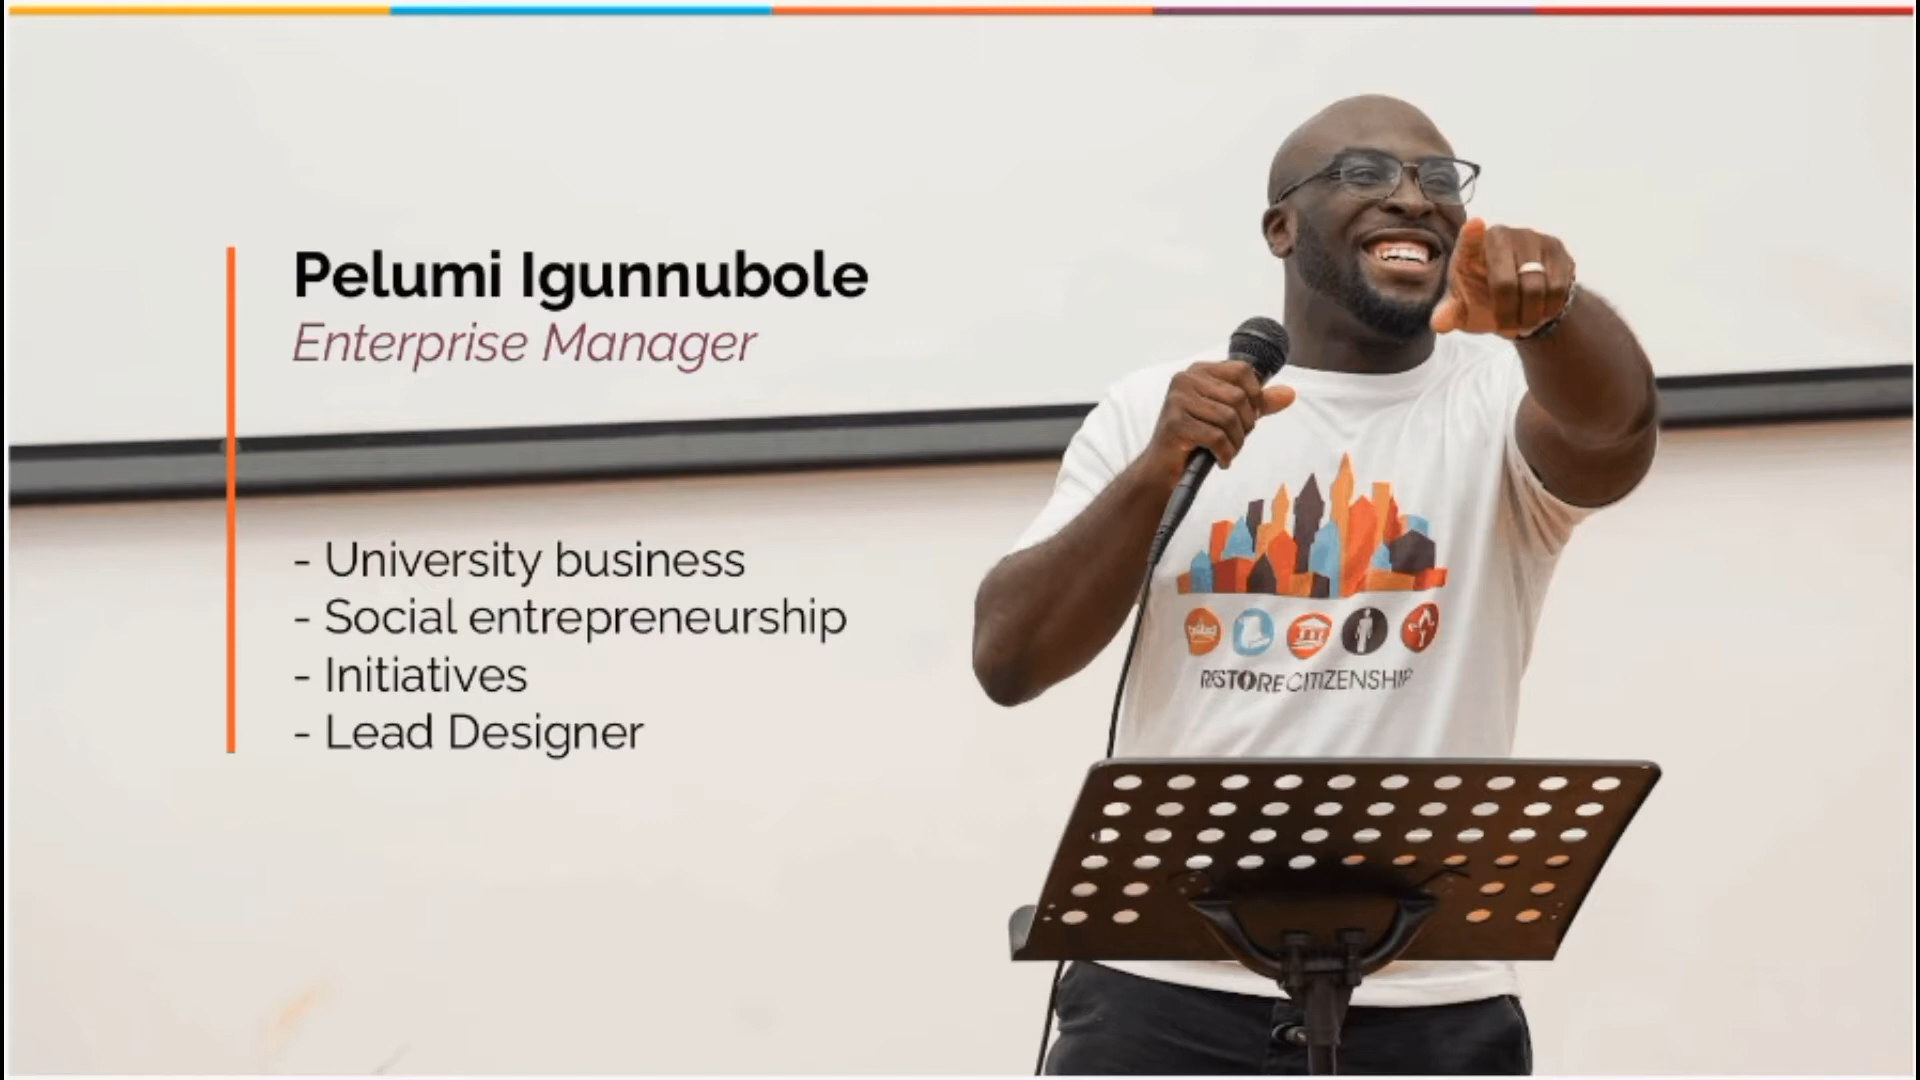 Pelumi Igunnubole
Enterprise Manager
- University business
- Social entrepreneurship
- Initiatives
- Lead Designer
RESTORE CITIZENSHIP